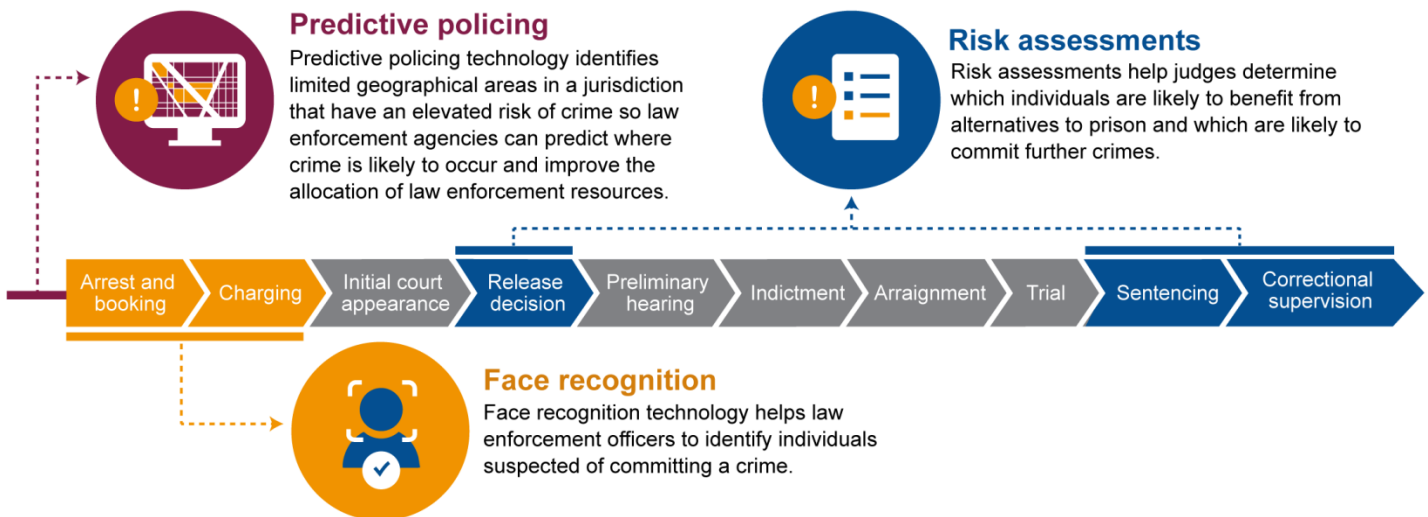 Predictive policing
Predictive policing technology identifies
limited geographical areas in a jurisdiction
that have an elevated risk of crime so law
enforcement agencies can predict where
crime is likely to occur and improve the
allocation of law enforcement resources.
Risk assessments
Risk assessments help judges determine
which individuals are likely to benefit from
alternatives to prison and which are likely to
commit further crimes.
Arrest and
booking
Charging
Initial court
appearance
Release
decision
Preliminary
hearing
Indictment
Arraignment
Trial
Sentencing
Correctional
supervision
Face recognition
Face recognition technology helps law
enforcement officers to identify individuals
suspected of committing a crime.